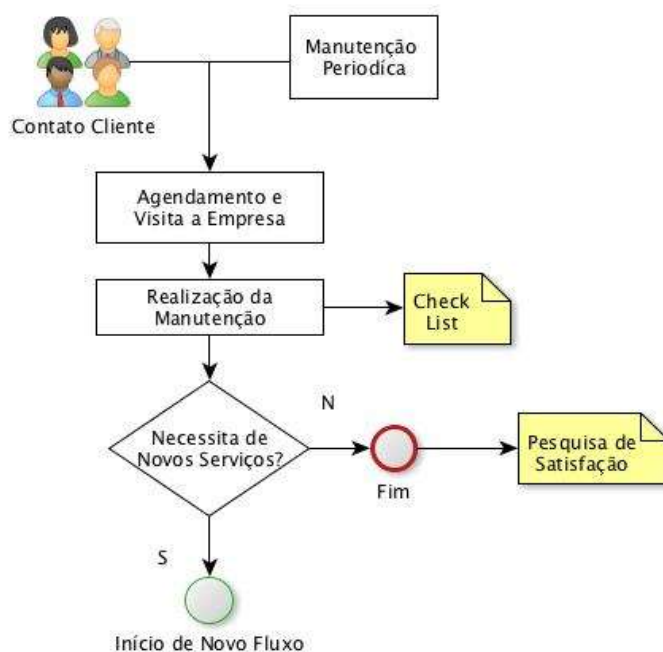 Manutenção
Periodíca
Contato Cliente
Agendamento e
Visita a Empresa
Realização da
Manutenção
Check
List
N
Necessita de
Novos Serviços?
Pesquisa de
Satisfação
Fim
S
Início de Novo Fluxo